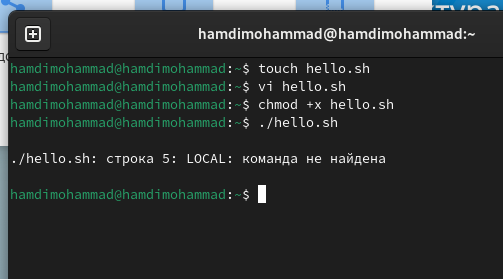 тура
hamdimohammad@hamdimohammad:~
hamdimohammad@hamdimohammad:~$ touch hello.sh
hamdimohammad@hamdimohammad:~$ vi hello.sh
hamdimohammad@hamdimohammad:~$ chmod +x hello.sh
hamdimohammad@hamdimohammad:~$ ./hello.sh
./hello.sh: строка 5: LOCAL: команда не найдена
hamdimohammad@hamdimohammad:~$